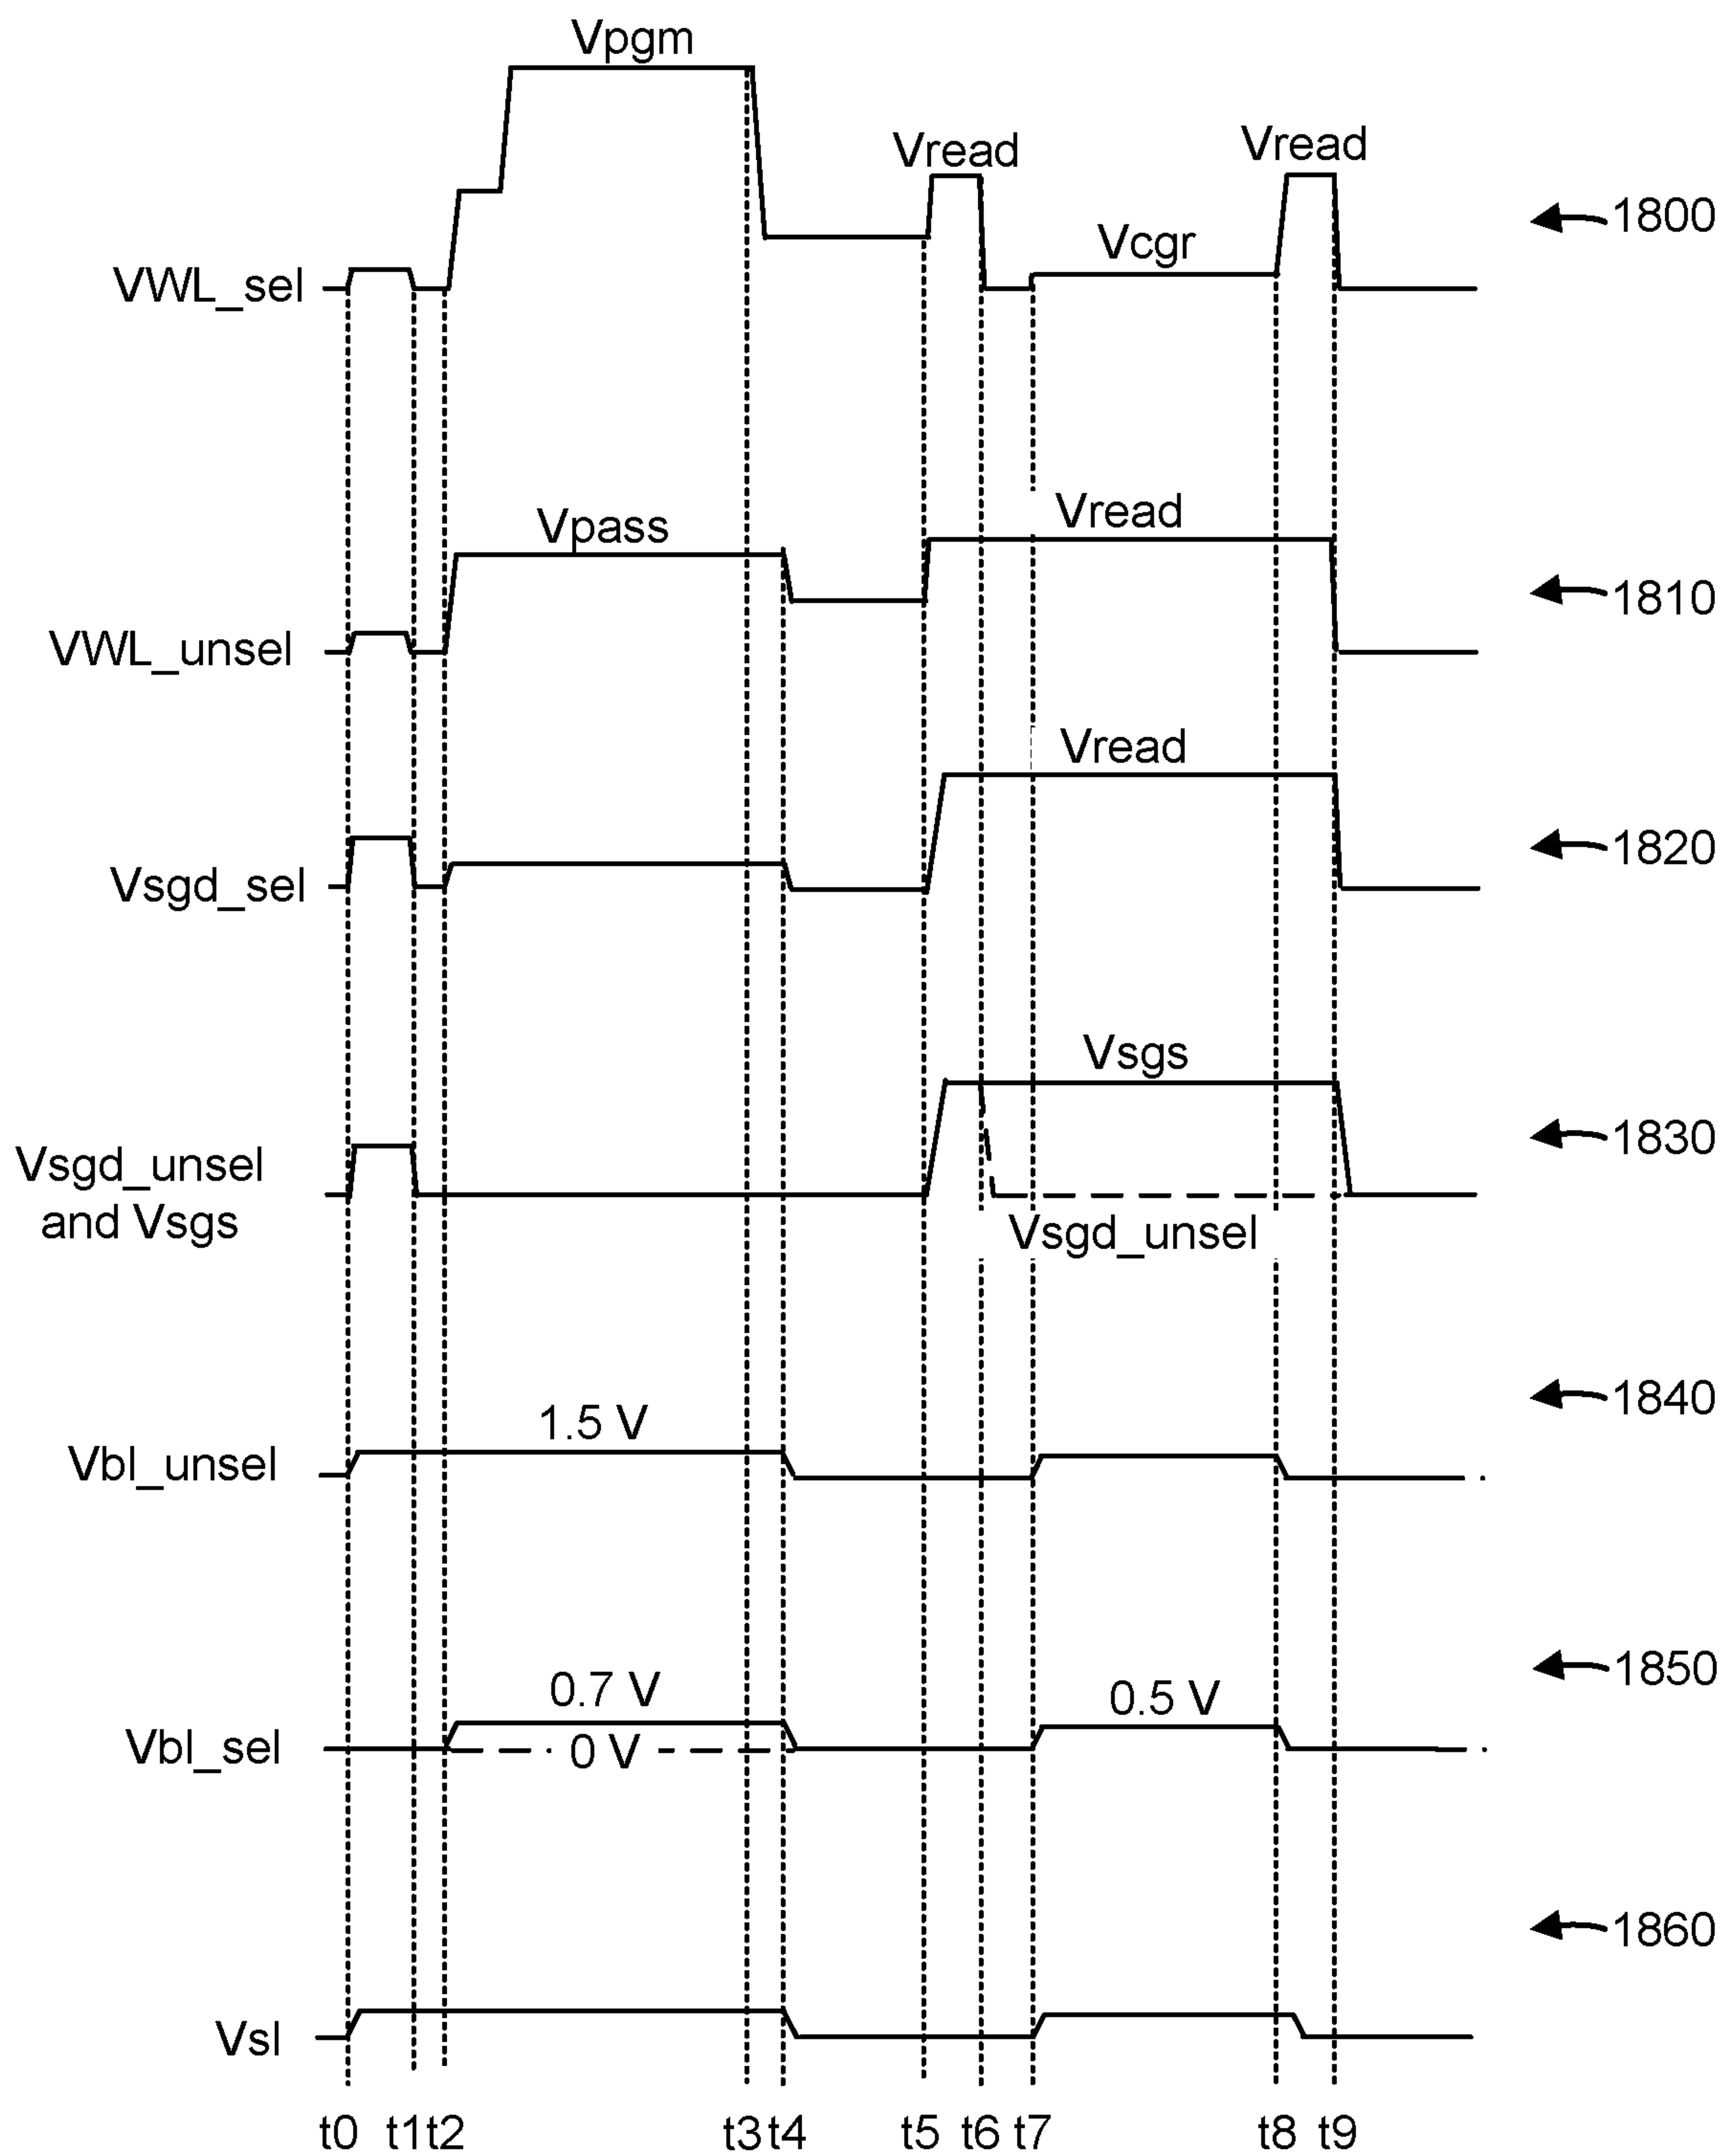 Vpgm
Vread
Vread
1800
Vcgr
VWL_sel
Vread
Vpass
1810
VWL_unsel
Vread
1820
Vsgd_sel
Vsgs
1830
Vsgd_unsel
and Vsgs
Vsgd_unsel
1840
1.5 V
Vbl_unsel
1850
0.7 V
0.5 V
Vbl_sel
0 V
1860
Vsl
t0 t1 t2 t3 t4 t5 t6 t7 t8 t9